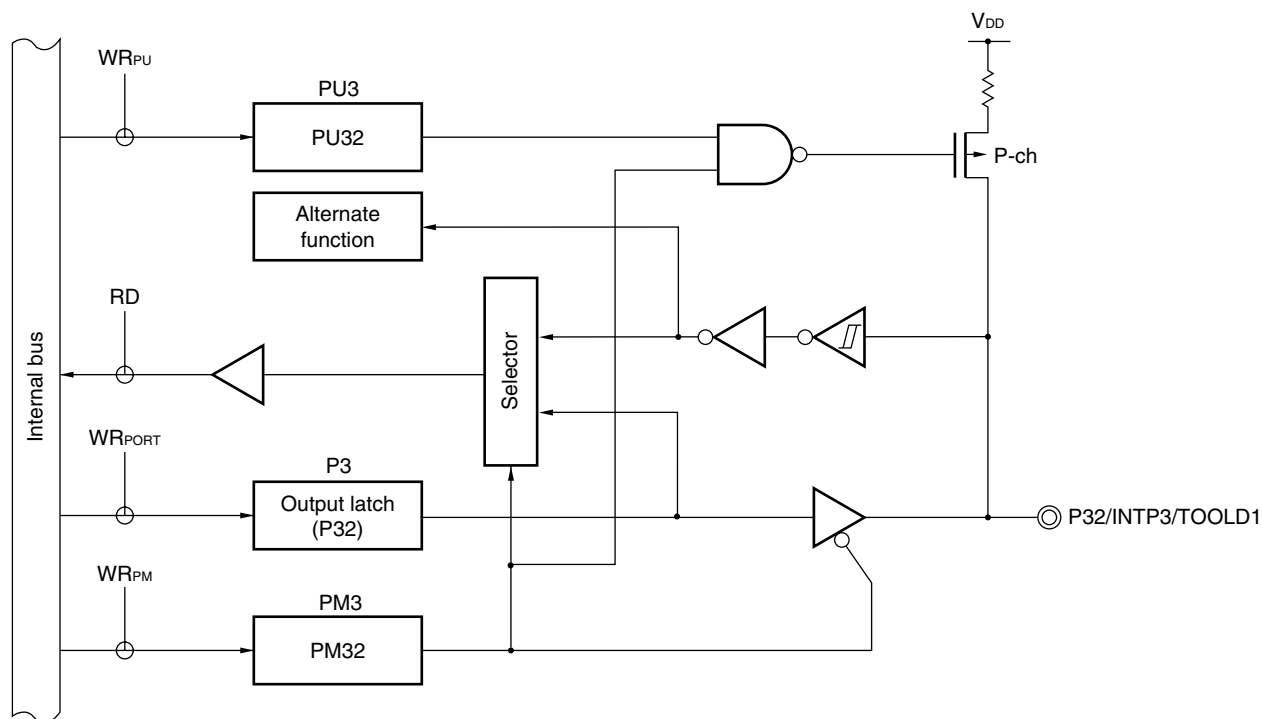 VDD
WRPU
PU3
PU32
P-ch
Alternate
function
RD
Selector
Internal bus
WRPORT
P3
Output latch
(P32)
P32/INTP3/TOOLD1
WRPM
PM3
PM32